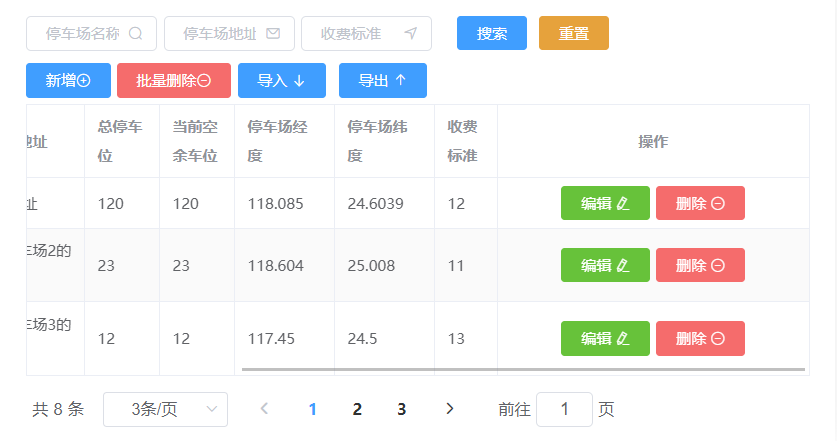 停车场名称 停车场地址 收费标准 搜索 重置
新增 批量删除 导入 导出
地址 总停车位 当前空余车位 停车场经度 停车场纬度 收费标准 操作
址 120 120 118.085 24.6039 12 编辑 删除
车场2的 23 23 118.604 25.008 11 编辑 删除
车场3的 12 12 117.45 24.5 13 编辑 删除
共 8 条 3条/页 1 2 3 前往 1 页